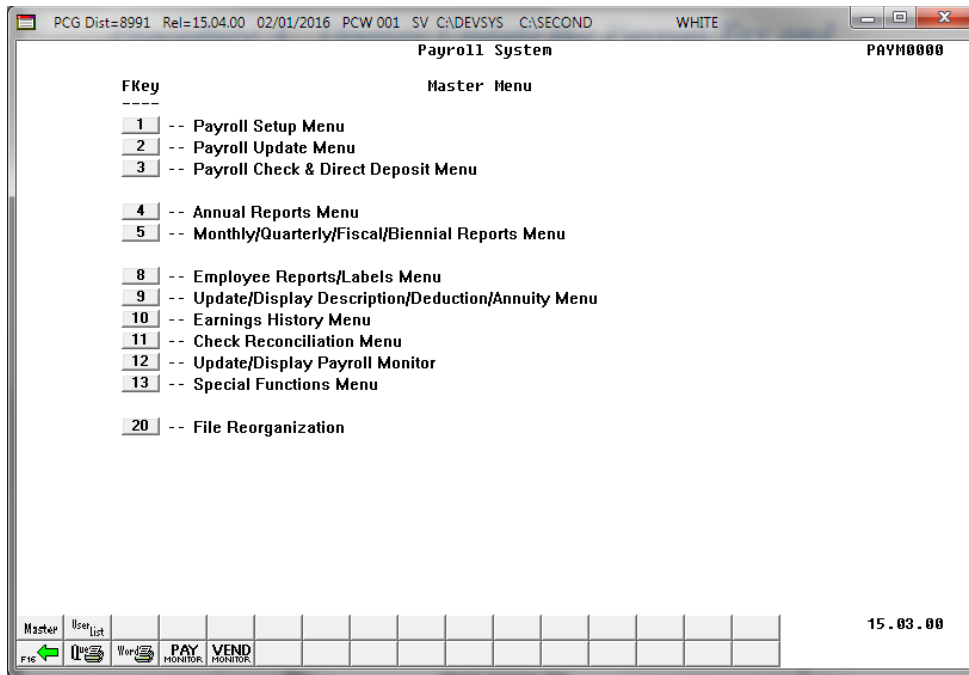 PCG Dist=8991 Rel=15.04.00 02/01/2016 PCW 001 SV C:\DEVSYS C:\SECOND WHITE
Payroll System PAYM0000
FKey Master Menu
----
1 -- Payroll Setup Menu
2 -- Payroll Update Menu
3 -- Payroll Check & Direct Deposit Menu
4 -- Annual Reports Menu
5 -- Monthly/Quarterly/Fiscal/Biennial Reports Menu
8 -- Employee Reports/Labels Menu
9 -- Update/Display Description/Deduction/Annuity Menu
10 -- Earnings History Menu
11 -- Check Reconciliation Menu
12 -- Update/Display Payroll Monitor
13 -- Special Functions Menu
20 -- File Reorganization
Master User List 15.03.00
F16 Que Word PAY MONITOR VEND MONITOR